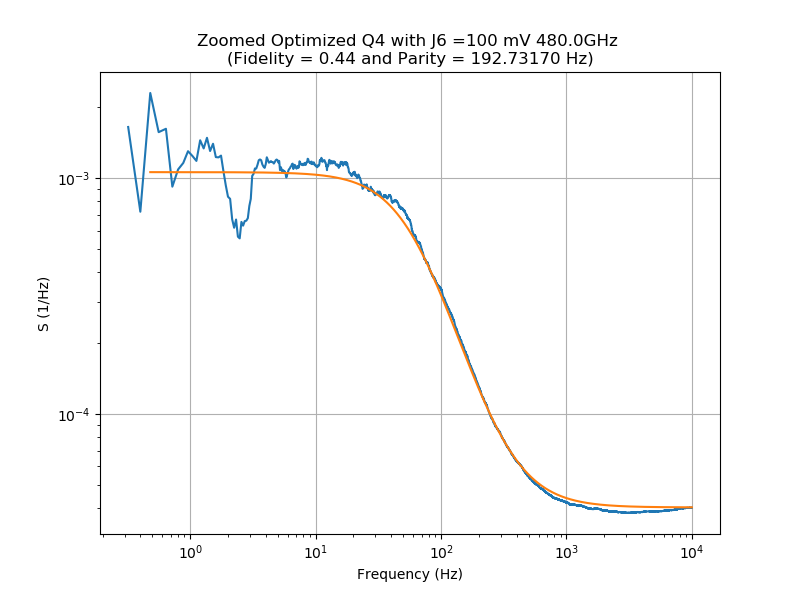 Zoomed Optimized Q4 with J6 =100 mV 480.0GHz
(Fidelity = 0.44 and Parity = 192.73170 Hz)
S (1/Hz)
10⁻³
10⁻⁴
10⁰ 10¹ 10² 10³ 10⁴
Frequency (Hz)